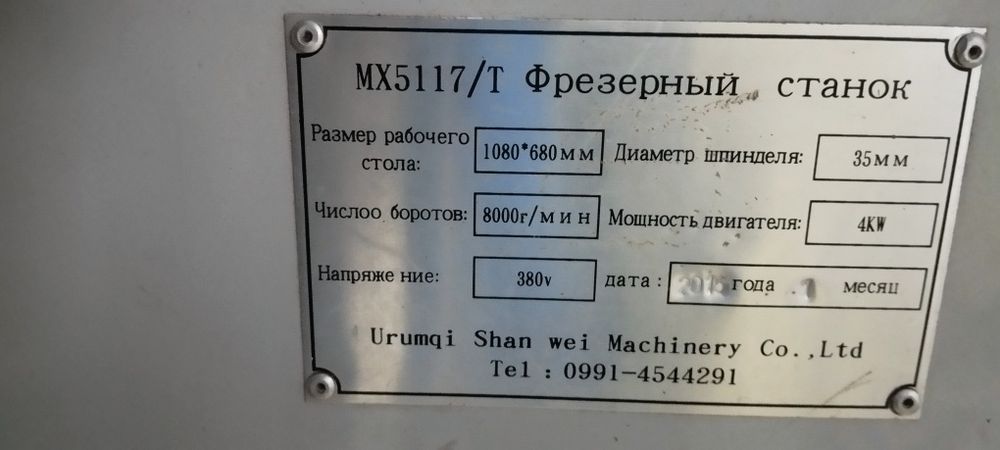 MX5117/T Фрезерный станок
Размер рабочего стола: 1080*680мм Диаметр шпинделя: 35мм
Числоо боротов: 8000г/мин Мощность двигателя: 4KW
Напряже ние: 380v дата: года месяц
Urumqi Shan wei Machinery Co.,Ltd
Tel : 0991-4544291